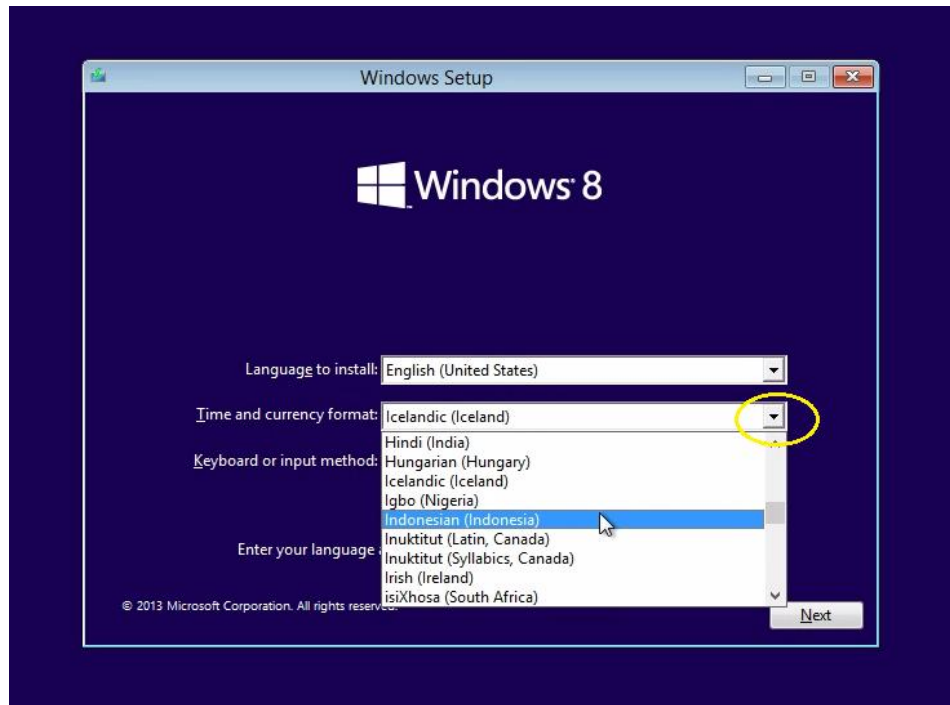 Windows Setup
Windows 8
Language to install: English (United States)
Time and currency format: Icelandic (Iceland)
Hindi (India)
Keyboard or input method: Hungarian (Hungary)
Icelandic (Iceland)
Igbo (Nigeria)
Indonesian (Indonesia)
Inuktitut (Latin, Canada)
Enter your language
Inuktitut (Syllabics, Canada)
Irish (Ireland)
isiXhosa (South Africa)
© 2013 Microsoft Corporation. All rights reserved.
Next